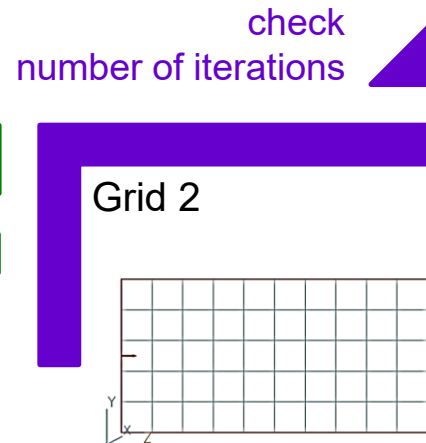 check
number of iterations
Grid 2
Y
X
Z